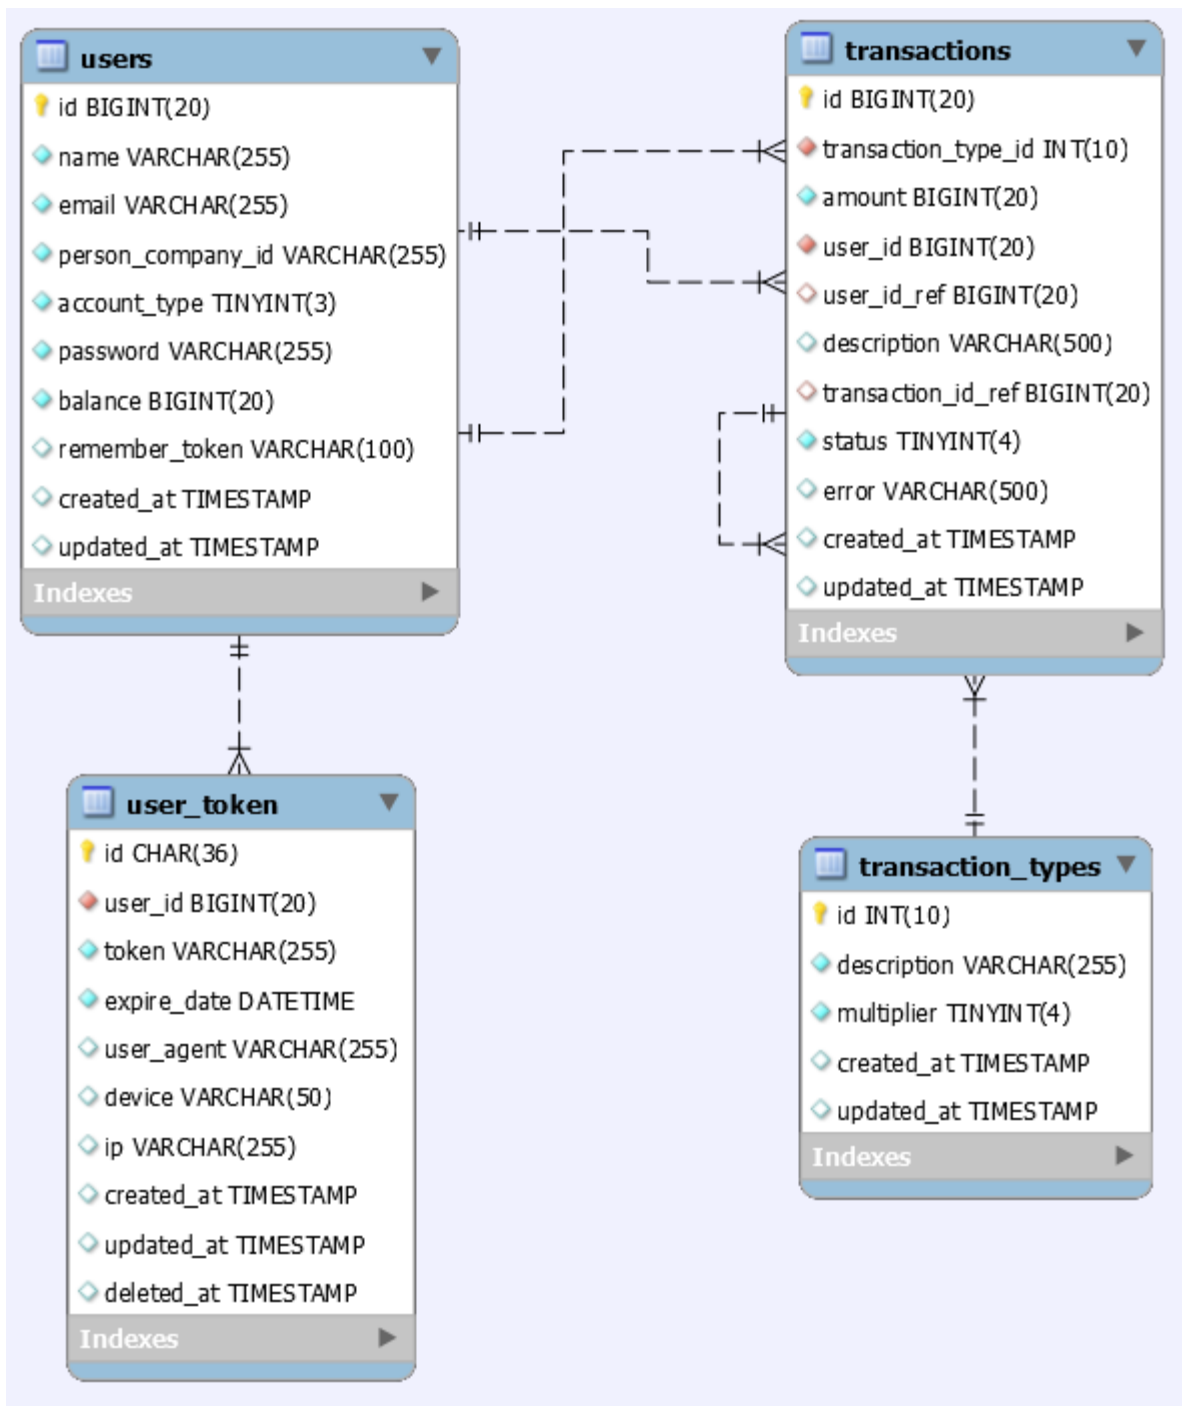 users
id BIGINT(20)
name VARCHAR(255)
email VARCHAR(255)
person_company_id VARCHAR(255)
account_type TINYINT(3)
password VARCHAR(255)
balance BIGINT(20)
remember_token VARCHAR(100)
created_at TIMESTAMP
updated_at TIMESTAMP
Indexes
transactions
id BIGINT(20)
transaction_type_id INT(10)
amount BIGINT(20)
user_id BIGINT(20)
user_id_ref BIGINT(20)
description VARCHAR(500)
transaction_id_ref BIGINT(20)
status TINYINT(4)
error VARCHAR(500)
created_at TIMESTAMP
updated_at TIMESTAMP
Indexes
user_token
id CHAR(36)
user_id BIGINT(20)
token VARCHAR(255)
expire_date DATETIME
user_agent VARCHAR(255)
device VARCHAR(50)
ip VARCHAR(255)
created_at TIMESTAMP
updated_at TIMESTAMP
deleted_at TIMESTAMP
Indexes
transaction_types
id INT(10)
description VARCHAR(255)
multiplier TINYINT(4)
created_at TIMESTAMP
updated_at TIMESTAMP
Indexes